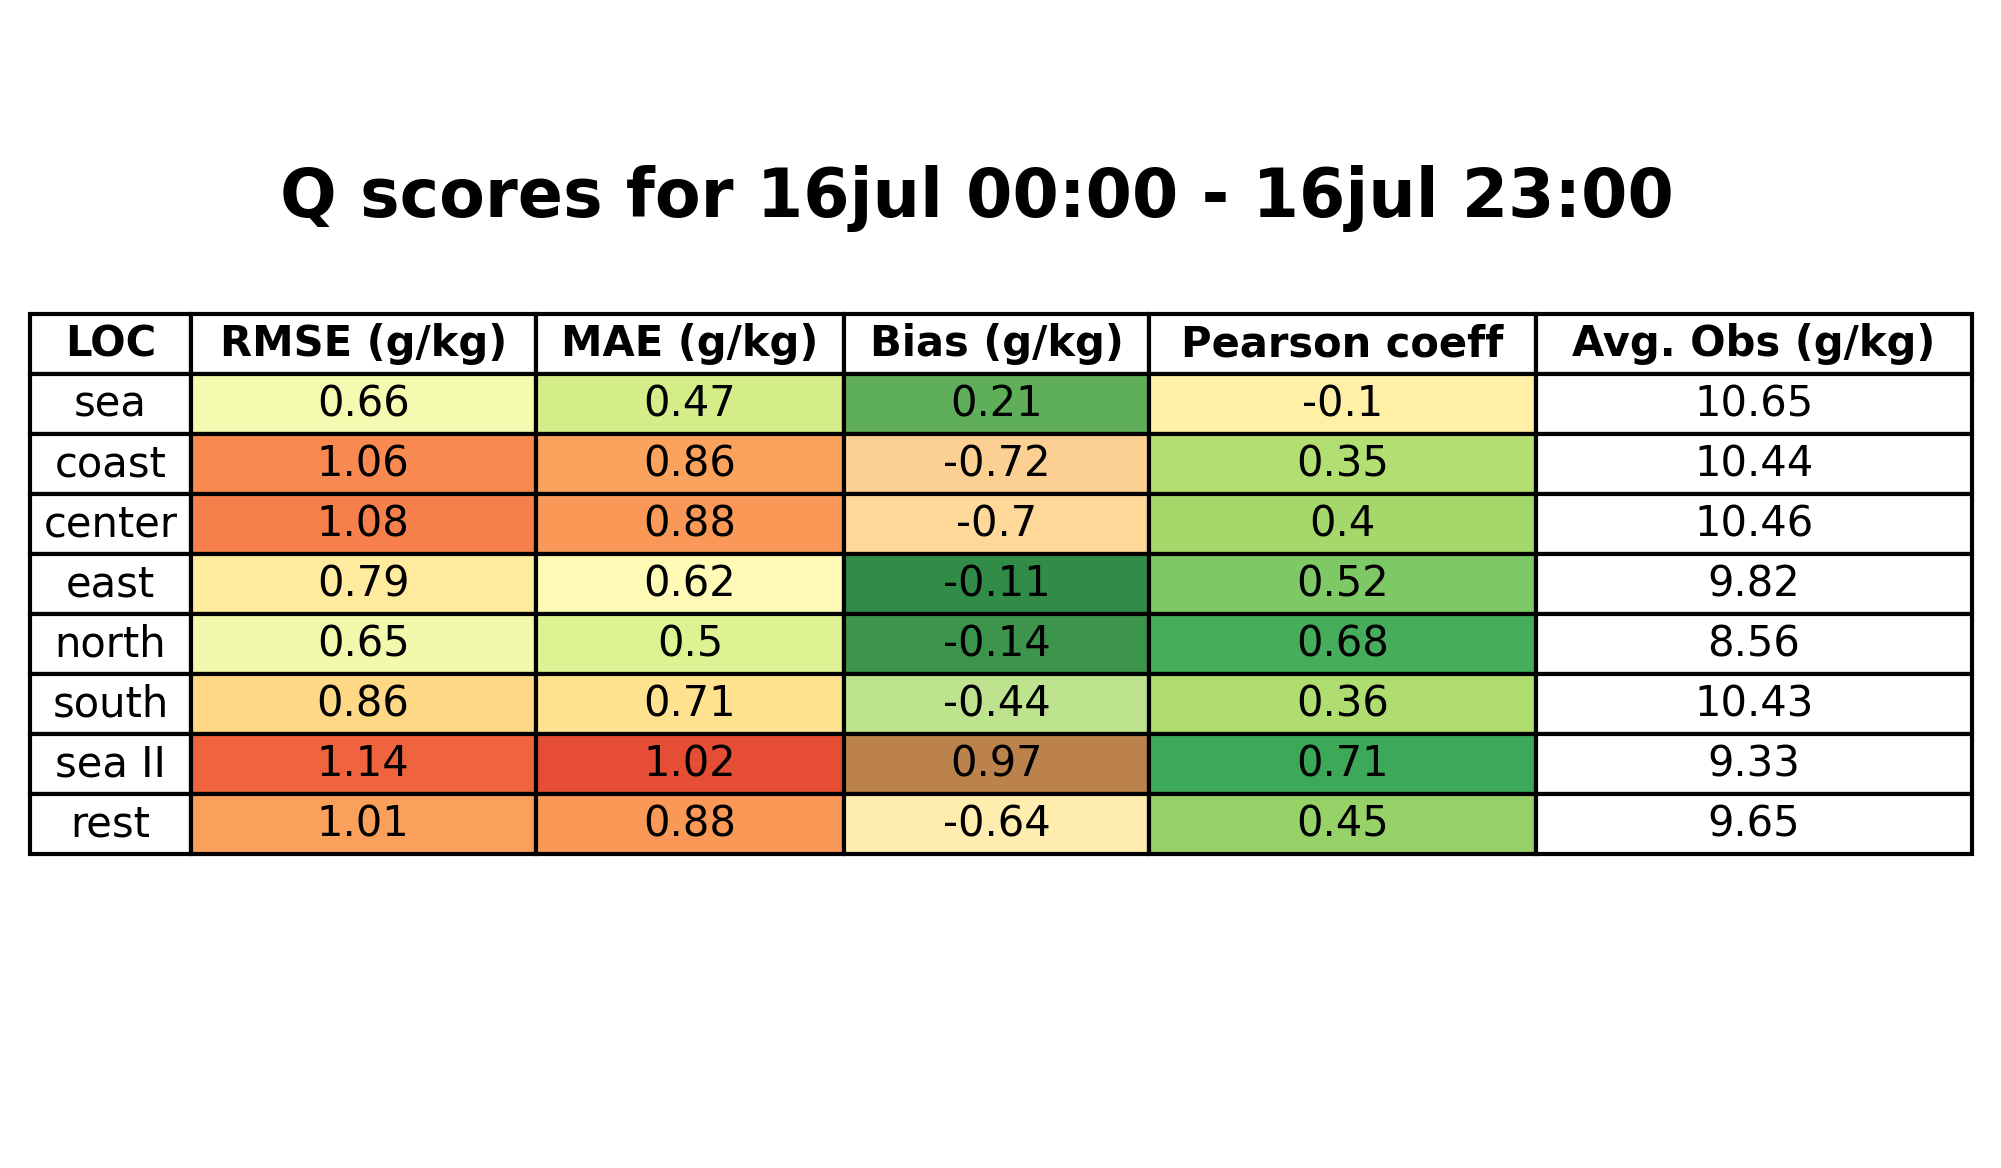 Q scores for 16jul 00:00 - 16jul 23:00
LOC RMSE (g/kg) MAE (g/kg) Bias (g/kg) Pearson coeff Avg. Obs (g/kg)
sea 0.66 0.47 0.21 -0.1 10.65
coast 1.06 0.86 -0.72 0.35 10.44
center 1.08 0.88 -0.7 0.4 10.46
east 0.79 0.62 -0.11 0.52 9.82
north 0.65 0.5 -0.14 0.68 8.56
south 0.86 0.71 -0.44 0.36 10.43
sea II 1.14 1.02 0.97 0.71 9.33
rest 1.01 0.88 -0.64 0.45 9.65